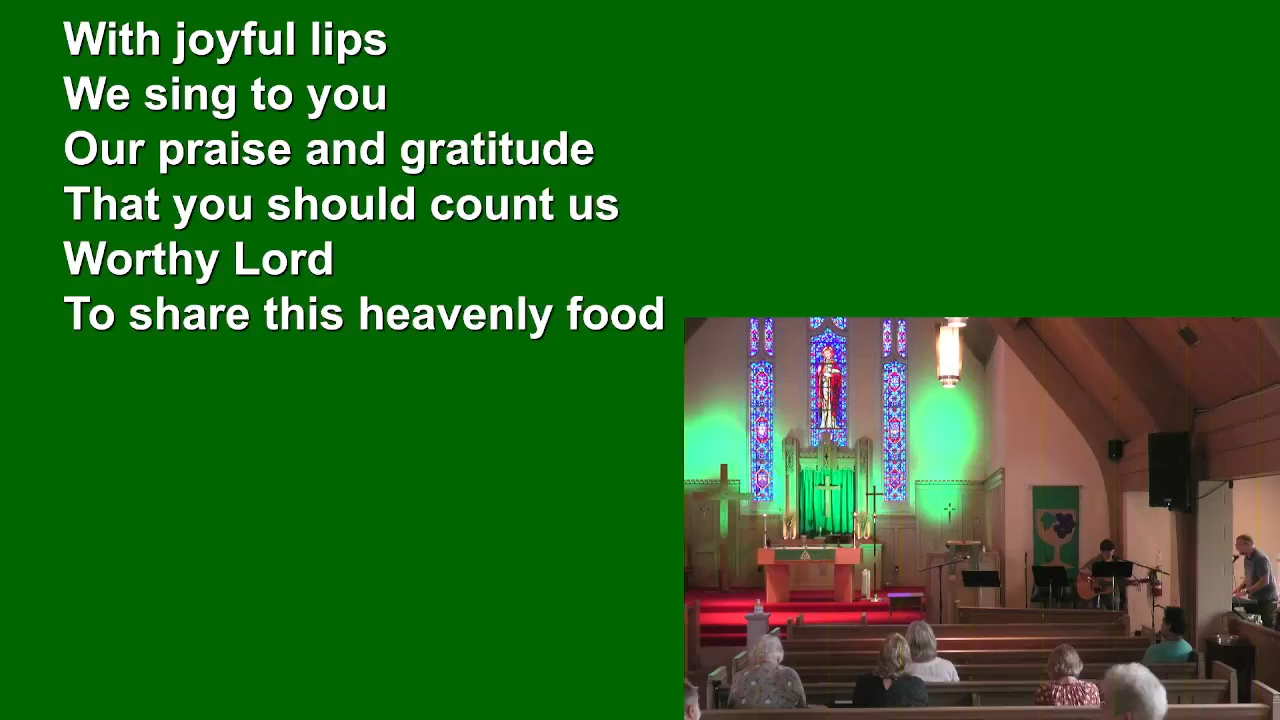 With joyful lips
We sing to you
Our praise and gratitude
That you should count us
Worthy Lord
To share this heavenly food